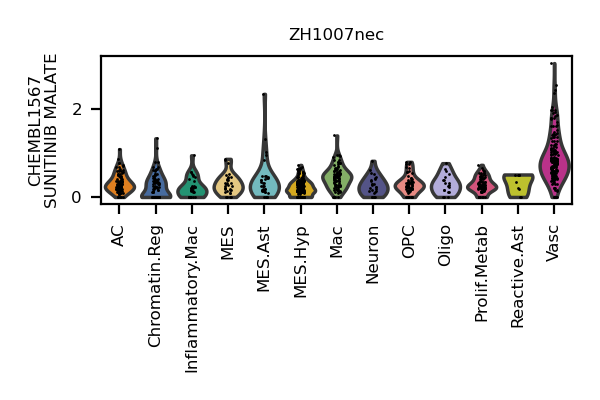 ZH1007nec
CHEMBL1567
SUNITINIB MALATE
2
0
AC
Chromatin.Reg
Inflammatory.Mac
MES
MES.Ast
MES.Hyp
Mac
Neuron
OPC
Oligo
Prolif.Metab
Reactive.Ast
Vasc